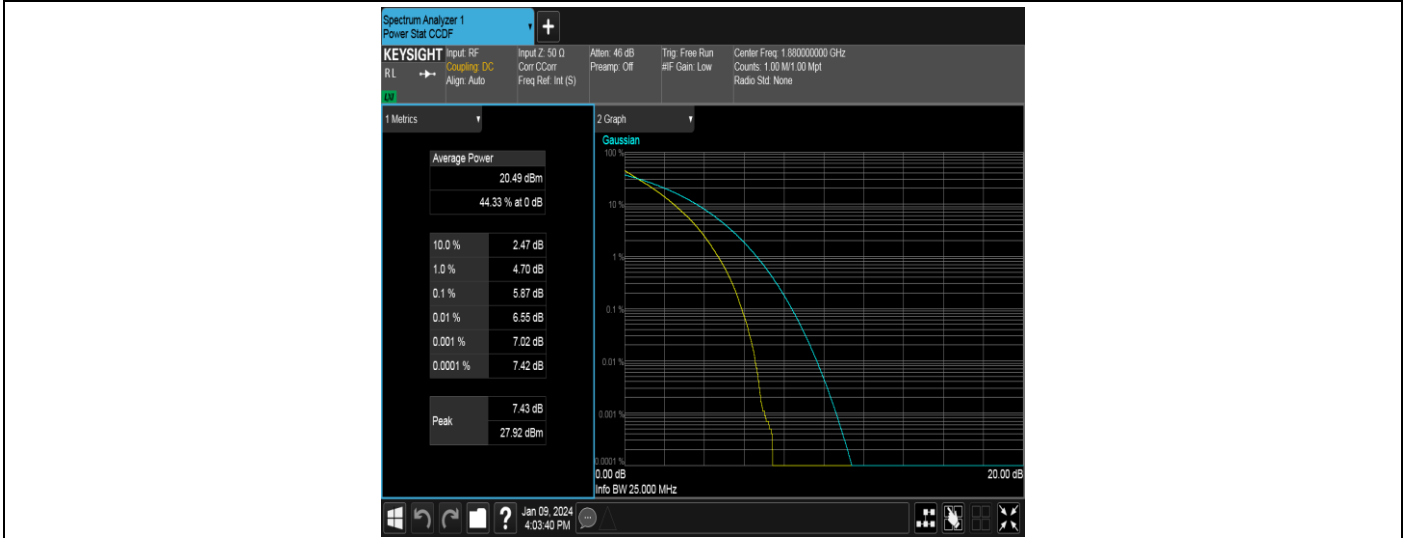 Spectrum Analyzer 1
Power Stat CCDF
+
KEYSIGHT
RL
Input: RF
Coupling: DC
Align: Auto
Input Z: 50 Ω
Corr CCorr
Freq Ref: Int (S)
Atten: 46 dB
Preamp: Off
Trig: Free Run
#IF Gain: Low
Center Freq: 1.880000000 GHz
Counts: 1.00 M/1.00 Mpt
Radio Std: None
1 Metrics
Average Power
20.49 dBm
44.33 % at 0 dB
10.0 % 2.47 dB
1.0 % 4.70 dB
0.1 % 5.87 dB
0.01 % 6.55 dB
0.001 % 7.02 dB
0.0001 % 7.42 dB
Peak
7.43 dB
27.92 dBm
2 Graph
Gaussian
100 %
10 %
1 %
0.1 %
0.01 %
0.001 %
0.0001 %
0.00 dB
20.00 dB
Info BW 25.000 MHz
?
Jan 09, 2024
4:03:40 PM